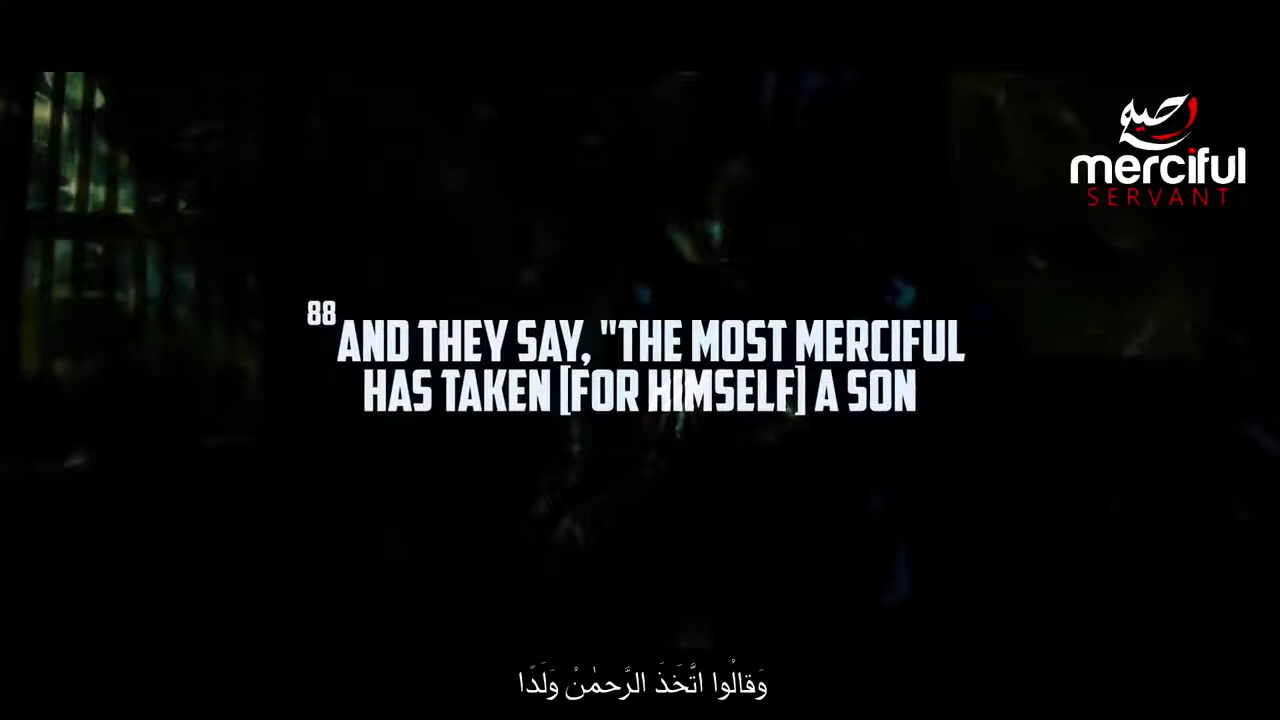 رحيم
merciful
SERVANT
88 AND THEY SAY, "THE MOST MERCIFUL
HAS TAKEN [FOR HIMSELF] A SON
وَقالُوا اتَّخَذَ الرَّحمٰنُ وَلَدًا